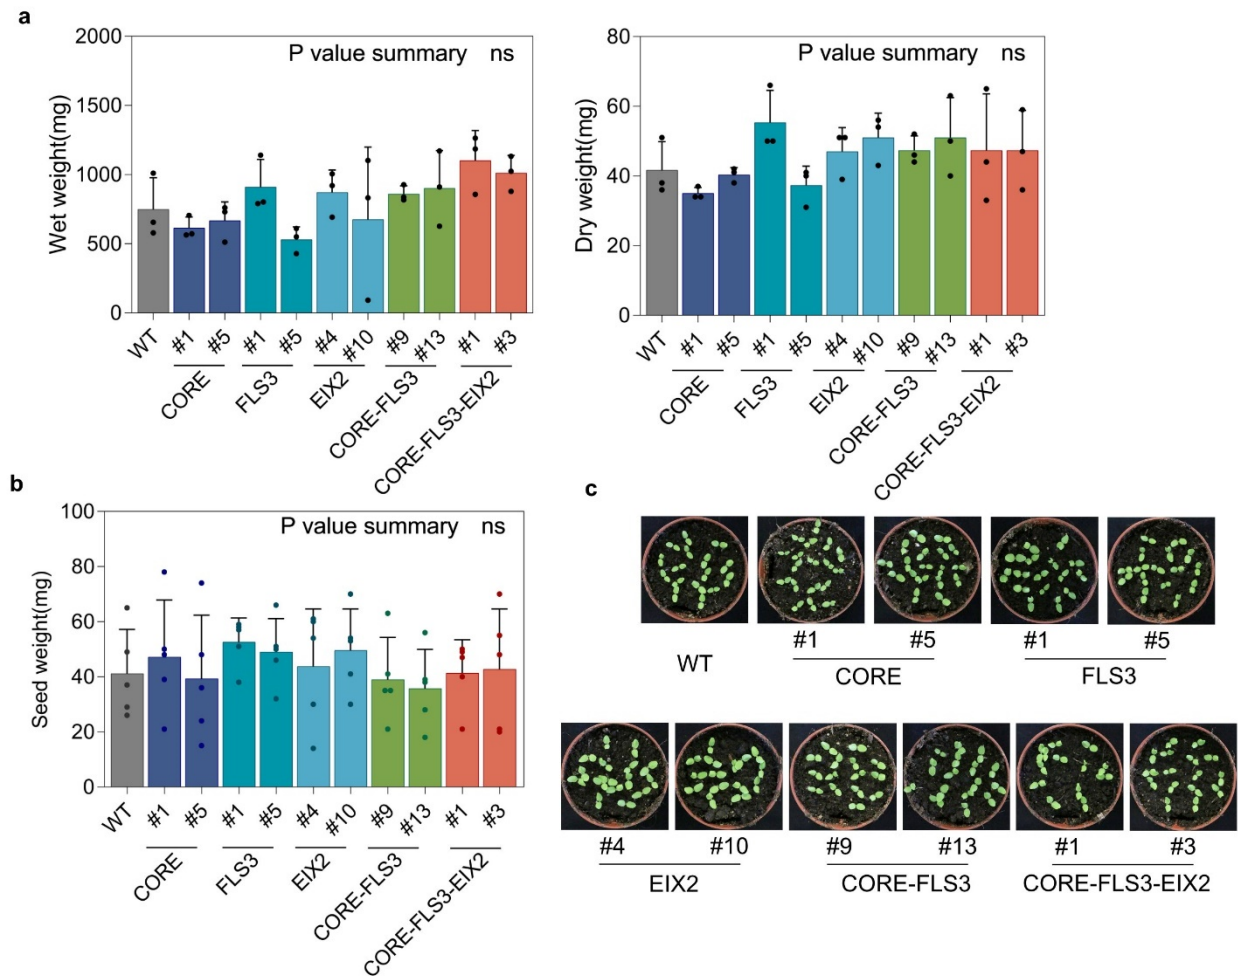 a
2000
1500
1000
500
0
Wet weight(mg)
P value summary ns
WT #1 #5 #1 #5 #4 #10 #9 #13 #1 #3
CORE FLS3 EIX2 CORE-FLS3 CORE-FLS3-EIX2
80
60
40
20
0
Dry weight(mg)
P value summary ns
WT #1 #5 #1 #5 #4 #10 #9 #13 #1 #3
CORE FLS3 EIX2 CORE-FLS3 CORE-FLS3-EIX2
b
100
80
60
40
20
0
Seed weight(mg)
P value summary ns
WT #1 #5 #1 #5 #4 #10 #9 #13 #1 #3
CORE FLS3 EIX2 CORE-FLS3 CORE-FLS3-EIX2
c
#1 #5 #1 #5
WT CORE FLS3
#4 #10 #9 #13 #1 #3
EIX2 CORE-FLS3 CORE-FLS3-EIX2